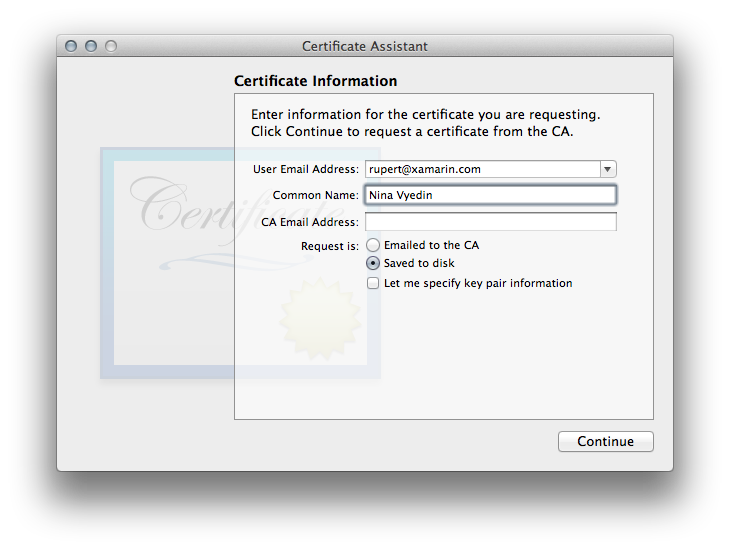 Certificate Assistant
Certificate Information
Enter information for the certificate you are requesting.
Click Continue to request a certificate from the CA.
User Email Address: rupert@xamarin.com
Common Name: Nina Vyedin
CA Email Address:
Request is: Emailed to the CA
Saved to disk
Let me specify key pair information
Certificate
Continue